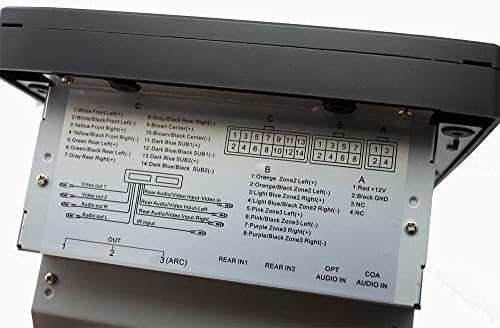 C
1:White Front Left(+)
2:White/Black Front Left(-)
3:Yellow Front Right(+)
4:Yellow/Black Front Right(-)
5:Green Rear Left(+)
6:Green/Black Rear Left(-)
7:Gray Rear Right(+)
8:Gray/Black Rear Right(-)
9:Brown Center(+)
10:Brown/Black Center(-)
11:Dark Blue SUB1(+)
12:Dark Blue/Black SUB1(-)
13:Dark Blue SUB2(+)
14:Dark Blue/Black SUB2(-)
C
1 3 5 7 9 11 13
2 4 6 8 10 12 14
B
1 3 5 7
2 4 6 8
A
1 3
2 4
B
1:Orange Zone2 Left(+)
2:Orange/Black Zone2 Left(-)
3:Light Blue Zone2 Right(+)
4:Light Blue/Black Zone2 Right(-)
5:Pink Zone3 Left(+)
6:Pink/Black Zone3 Left(-)
7:Purple Zone3 Right(+)
8:Purple/Black Zone3 Right(-)
A
1:Red +12V
2:Black GND
3:NC
4:NC
Video out 1
Video out 2
Audio out R
Audio out L
Rear Audio/Video Input-Video in
Rear Audio/Video Input-Left
Rear Audio/Video Input-Right
IR input
OUT
1
2
3 (ARC)
REAR IN1
REAR IN2
OPT
AUDIO IN
COA
AUDIO IN